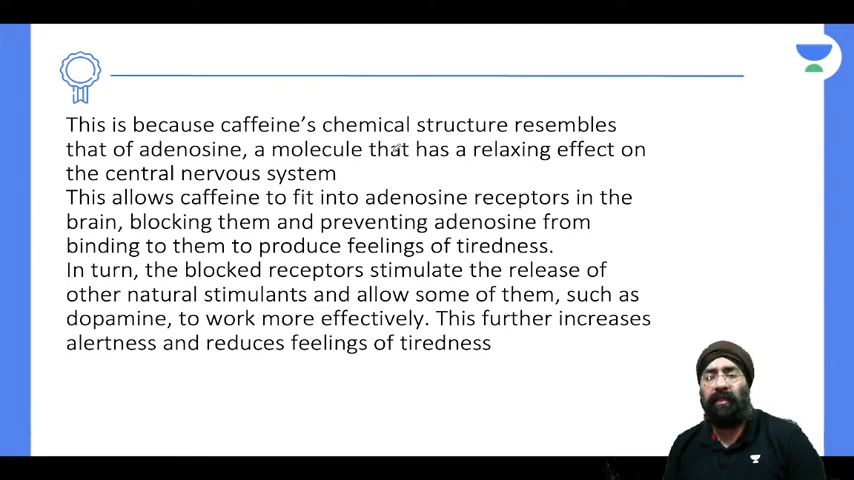 This is because caffeine’s chemical structure resembles
that of adenosine, a molecule that has a relaxing effect on
the central nervous system
This allows caffeine to fit into adenosine receptors in the
brain, blocking them and preventing adenosine from
binding to them to produce feelings of tiredness.
In turn, the blocked receptors stimulate the release of
other natural stimulants and allow some of them, such as
dopamine, to work more effectively. This further increases
alertness and reduces feelings of tiredness